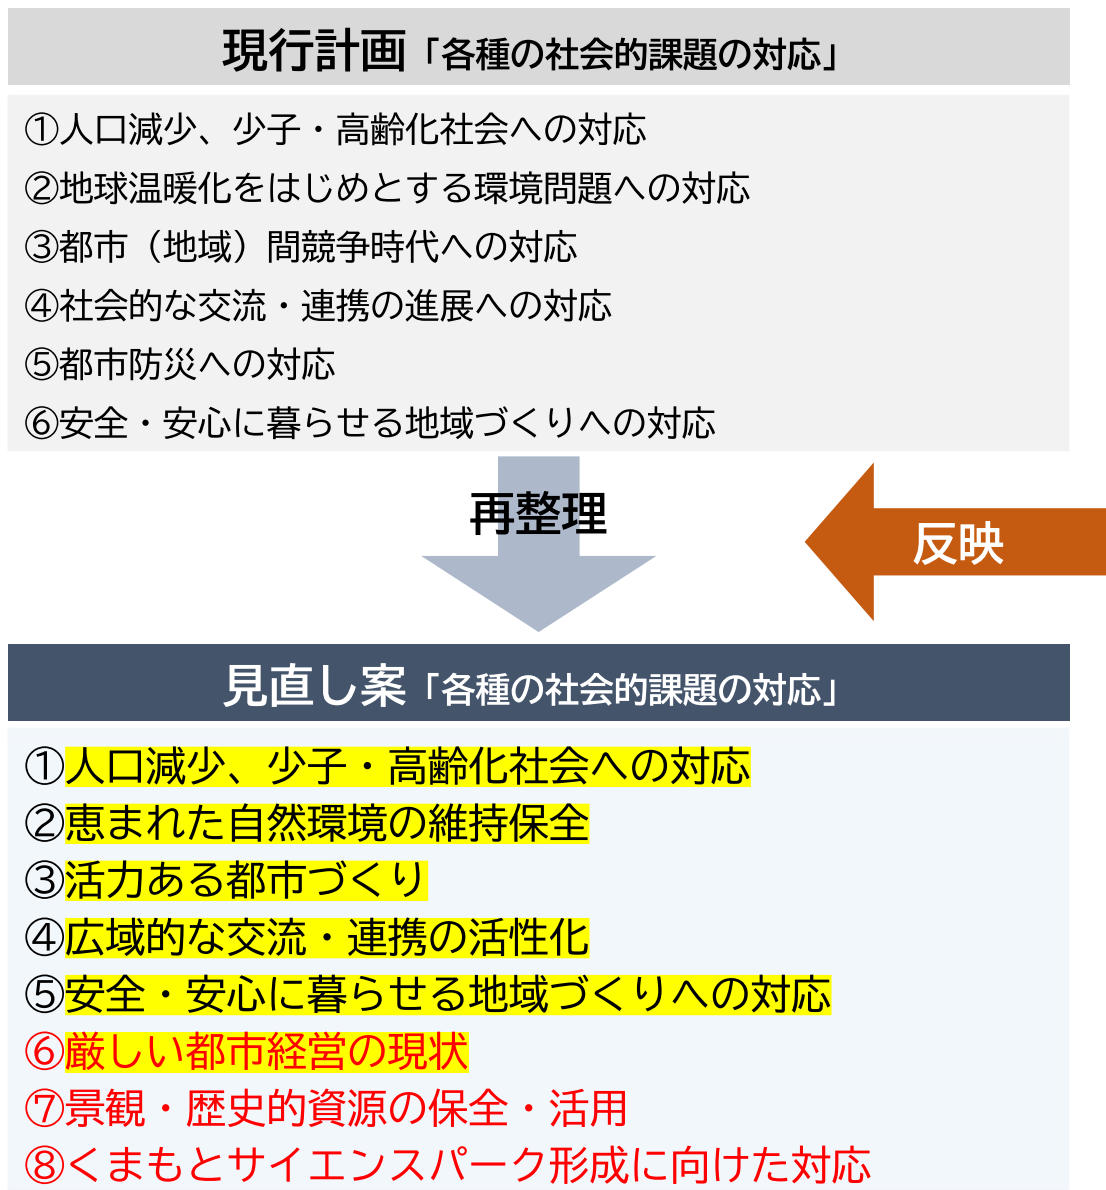 現行計画「各種の社会的課題の対応」
①人口減少、少子・高齢化社会への対応
②地球温暖化をはじめとする環境問題への対応
③都市（地域）間競争時代への対応
④社会的な交流・連携の進展への対応
⑤都市防災への対応
⑥安全・安心に暮らせる地域づくりへの対応
再整理
反映
見直し案「各種の社会的課題の対応」
①人口減少、少子・高齢化社会への対応
②恵まれた自然環境の維持保全
③活力ある都市づくり
④広域的な交流・連携の活性化
⑤安全・安心に暮らせる地域づくりへの対応
⑥厳しい都市経営の現状
⑦景観・歴史的資源の保全・活用
⑧くまもとサイエンスパーク形成に向けた対応